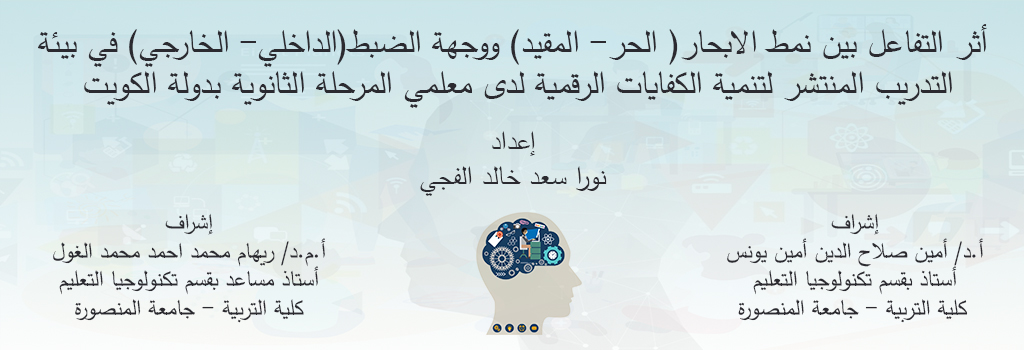 أثر التفاعل بين نمط الابحار ( الحر – المقيد) ووجهة الضبط(الداخلي– الخارجي) في بيئة
التدريب المنتشر لتنمية الكفايات الرقمية لدى معلمي المرحلة الثانوية بدولة الكويت
إعداد
نورا سعد خالد الفجي
إشراف
أ.د/ أمين صلاح الدين أمين يونس
أستاذ بقسم تكنولوجيا التعليم
كلية التربية – جامعة المنصورة
إشراف
أ.م.د/ ريهام محمد احمد محمد الغول
أستاذ مساعد بقسم تكنولوجيا التعليم
كلية التربية – جامعة المنصورة